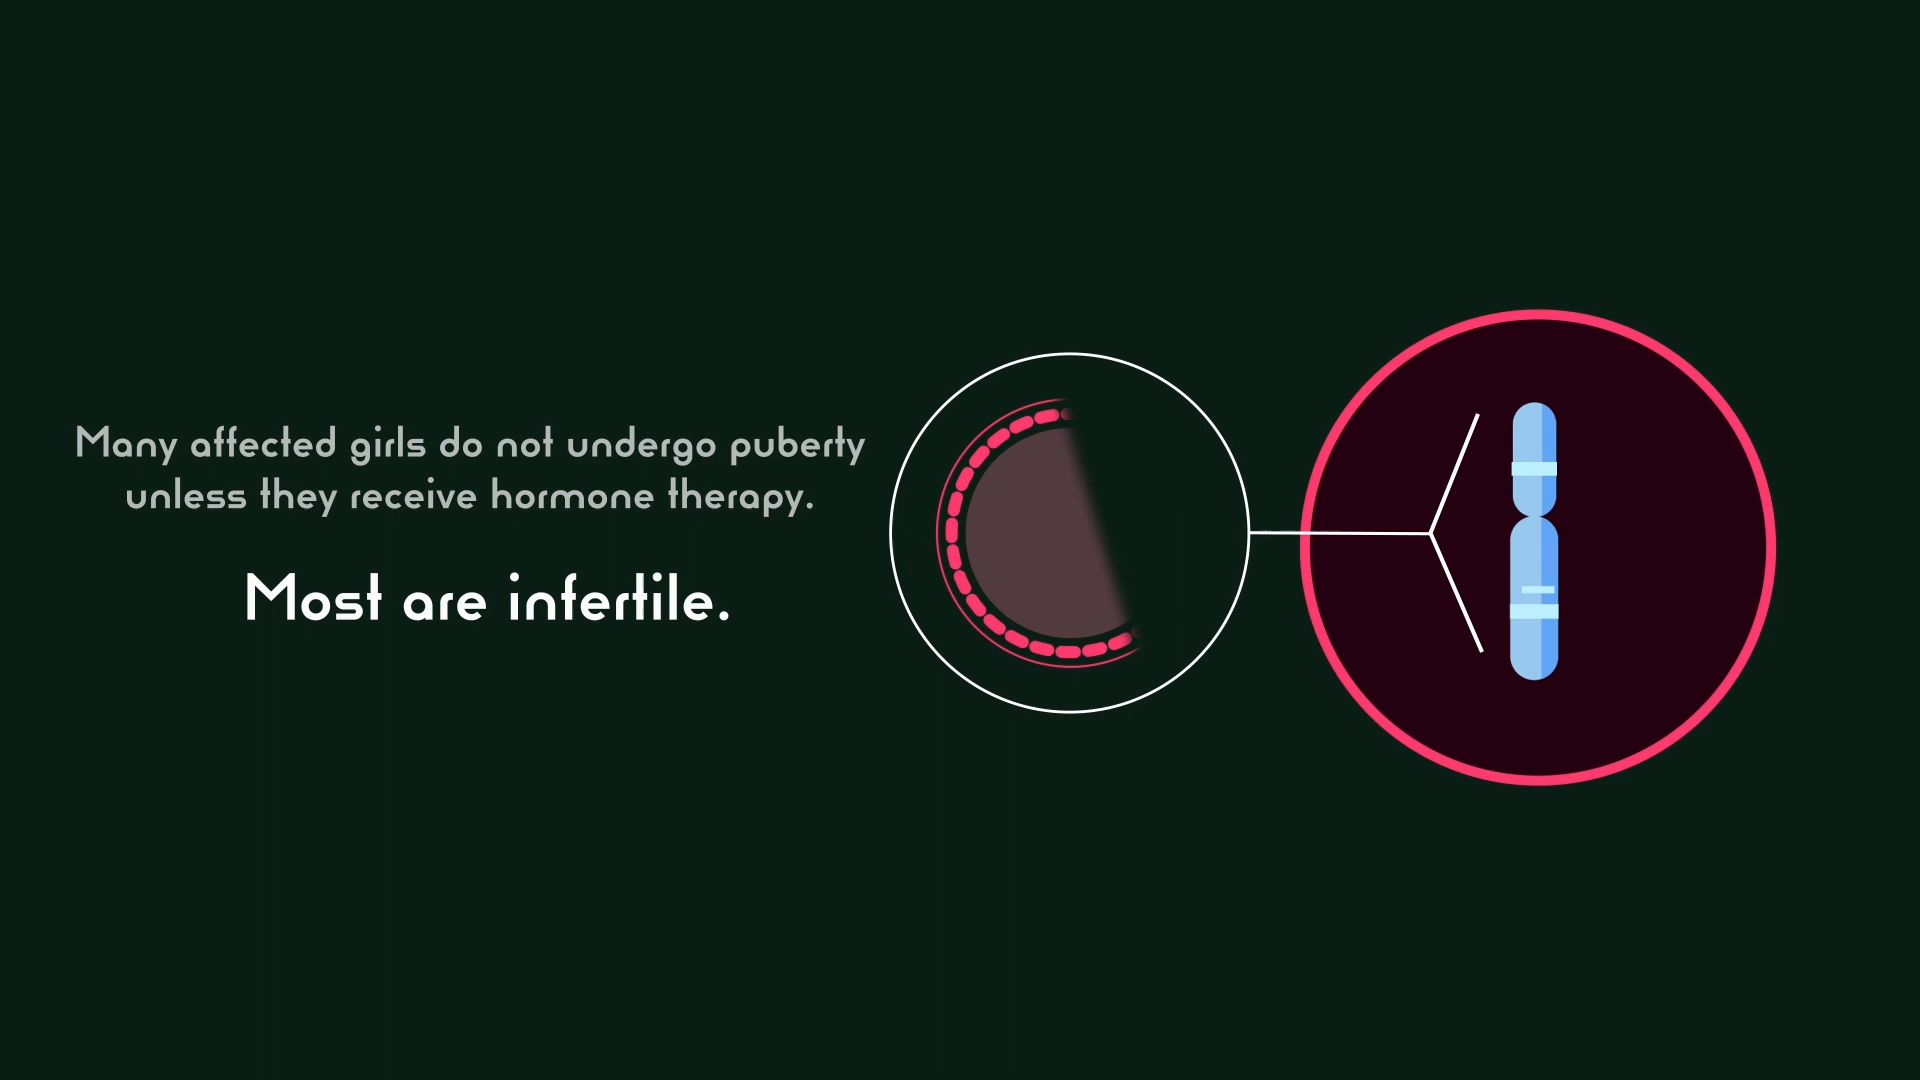 Many affected girls do not undergo puberty
unless they receive hormone therapy.
Most are infertile.